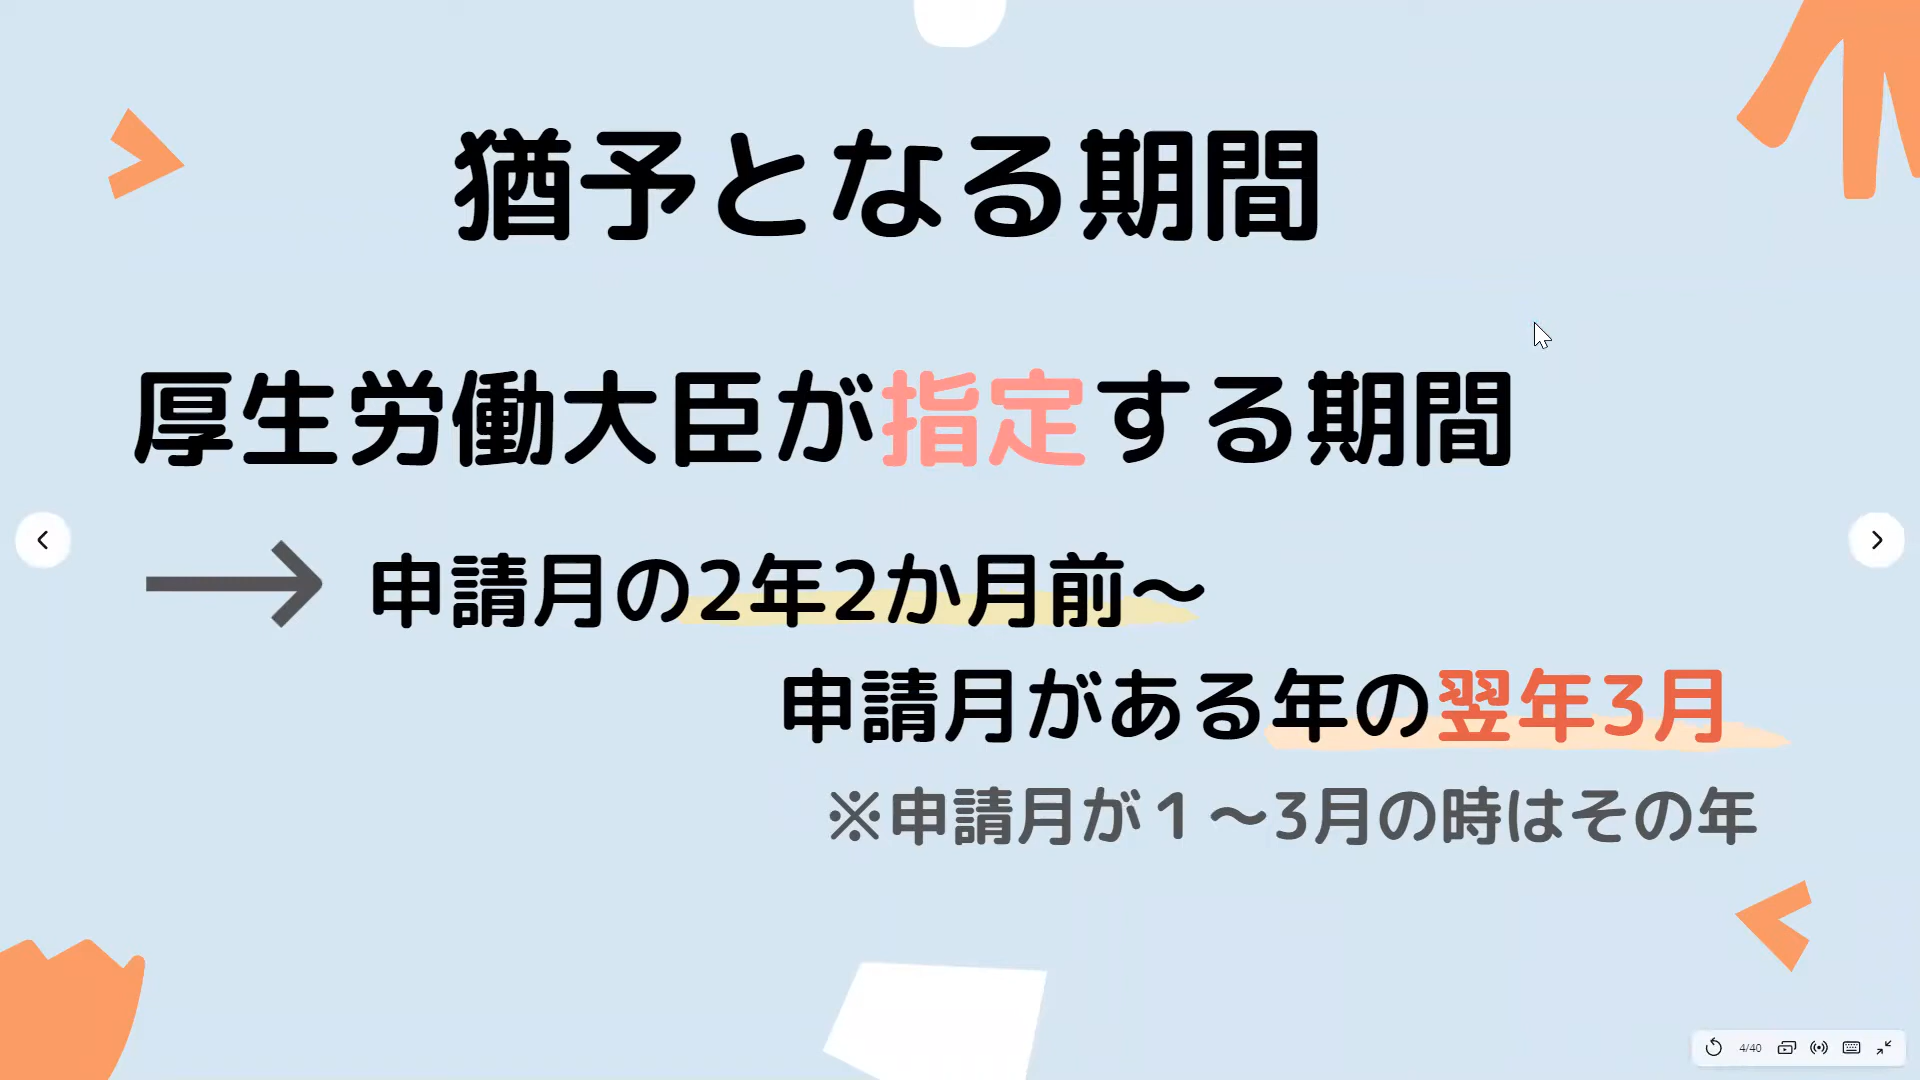 猶予となる期間
厚生労働大臣が指定する期間
申請月の2年2か月前～
申請月がある年の翌年3月
※申請月が１～3月の時はその年
4/40